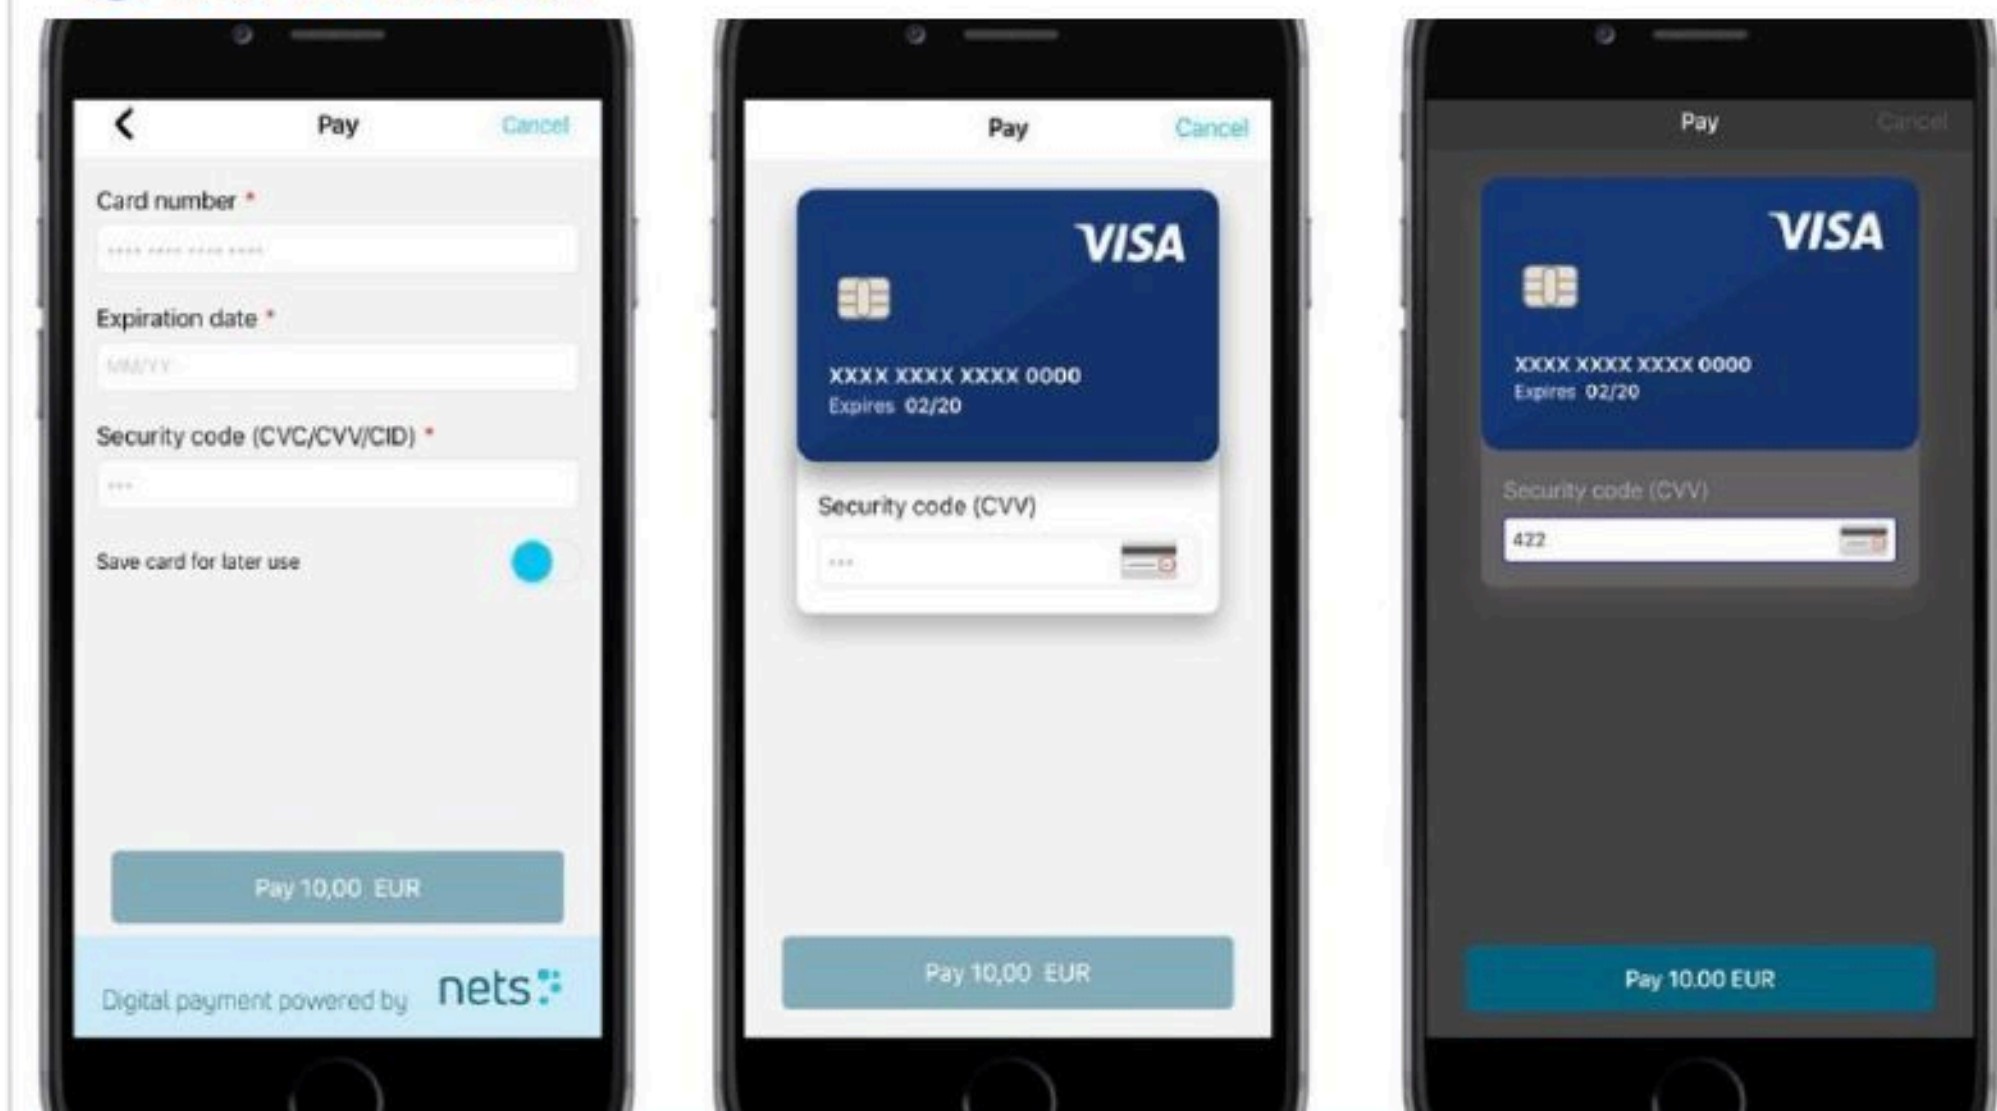 Pay Cancel
Card number *
Expiration date *
MM/YY
Security code (CVC/CVV/CID) *
Save card for later use
Pay 10,00 EUR
Digital payment powered by nets
Pay Cancel
VISA
XXXX XXXX XXXX 0000
Expires 02/20
Security code (CVV)
Pay 10,00 EUR
Pay Cancel
VISA
XXXX XXXX XXXX 0000
Expires 02/20
Security code (CVV)
422
Pay 10.00 EUR